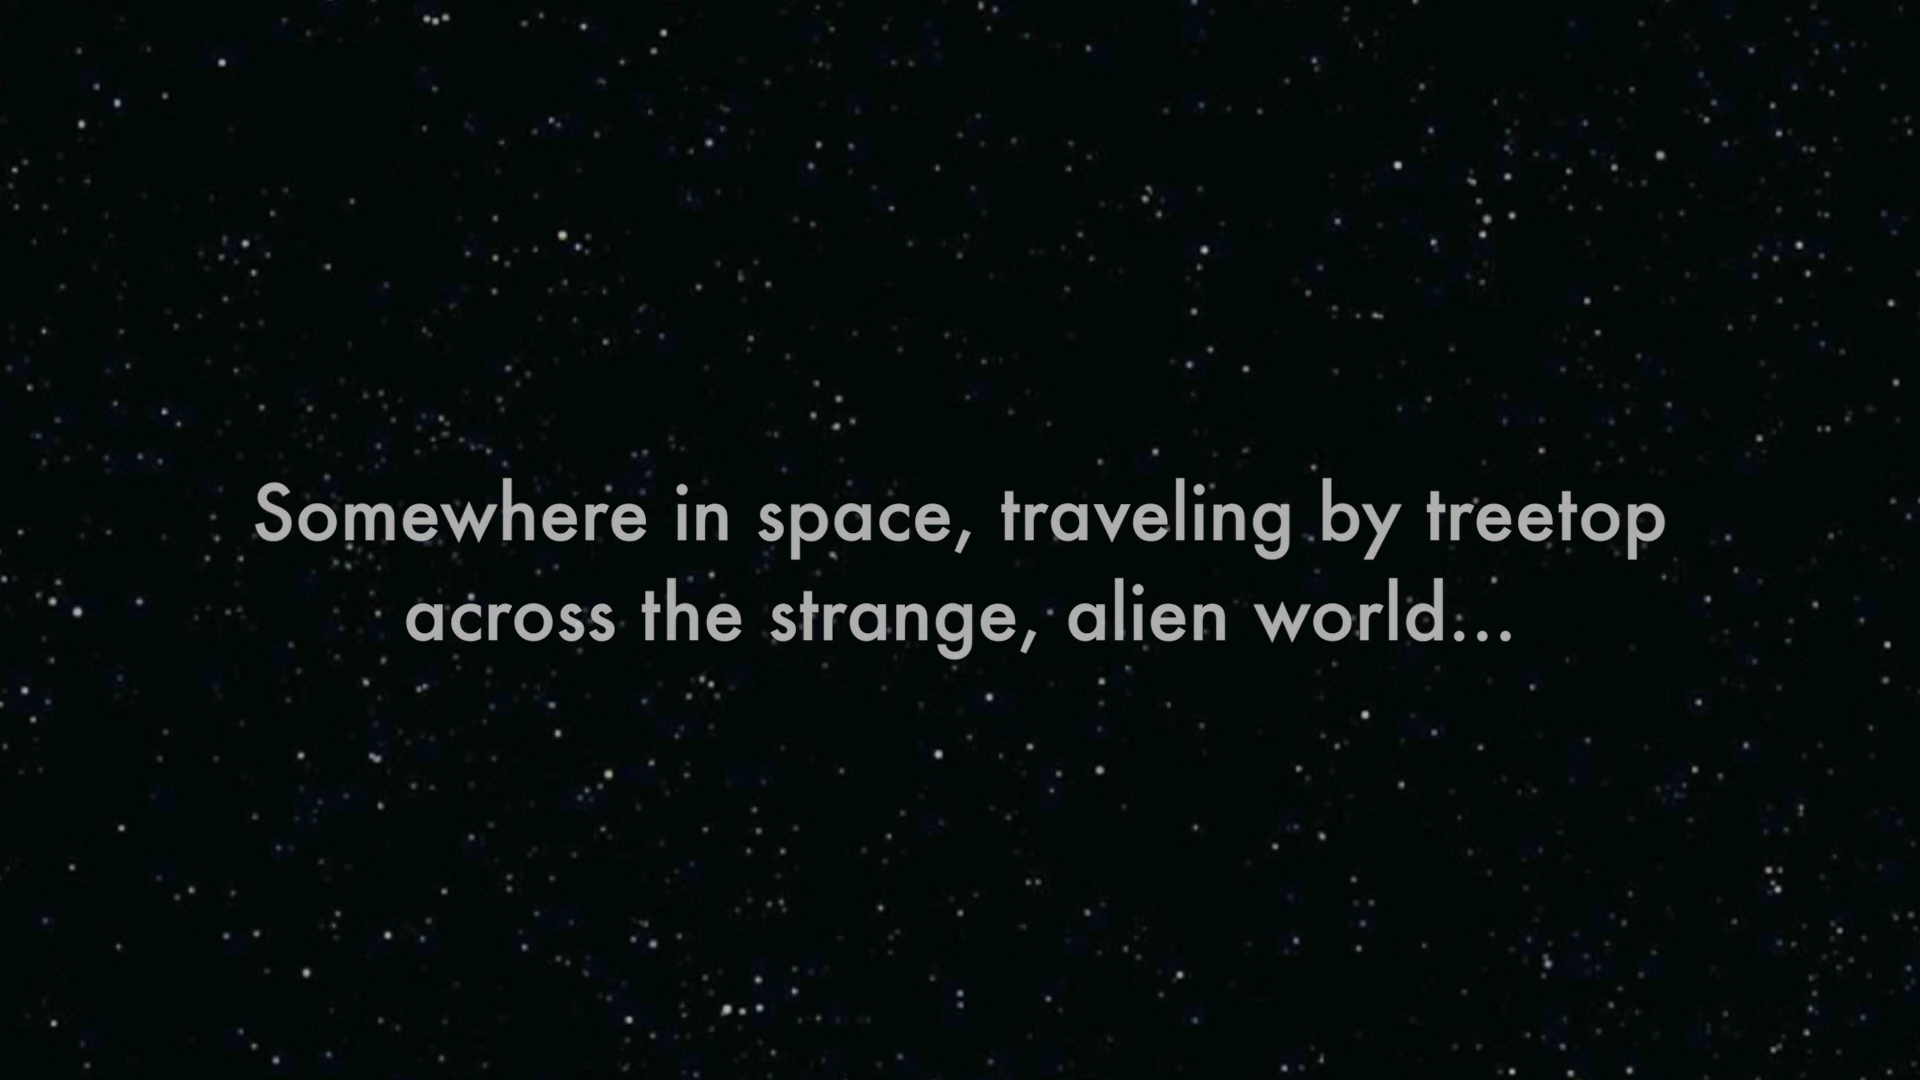 Somewhere in space, traveling by treetop
across the strange, alien world...